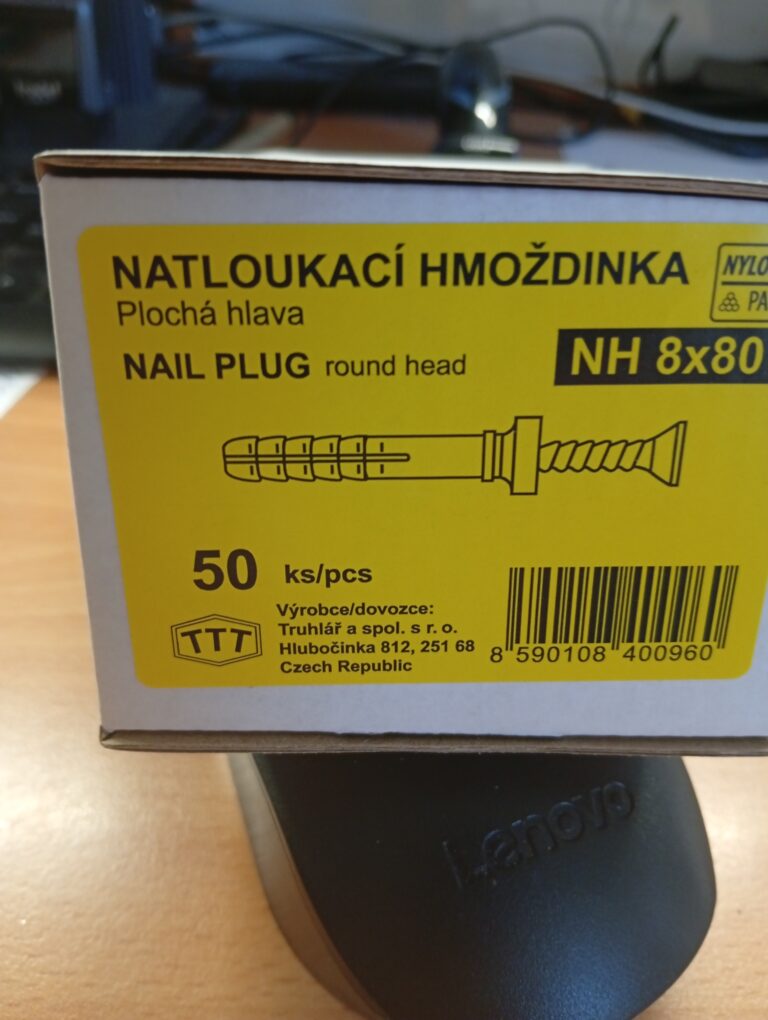 NATLOUKACÍ HMOŽDINKA
Plochá hlava
NAIL PLUG round head
NH 8x80
50 ks/pcs
TTT
Výrobce/dovozce:
Truhlář a spol. s r. o.
Hlubočinka 812, 251 68
Czech Republic
8 590108 400960
Lenovo